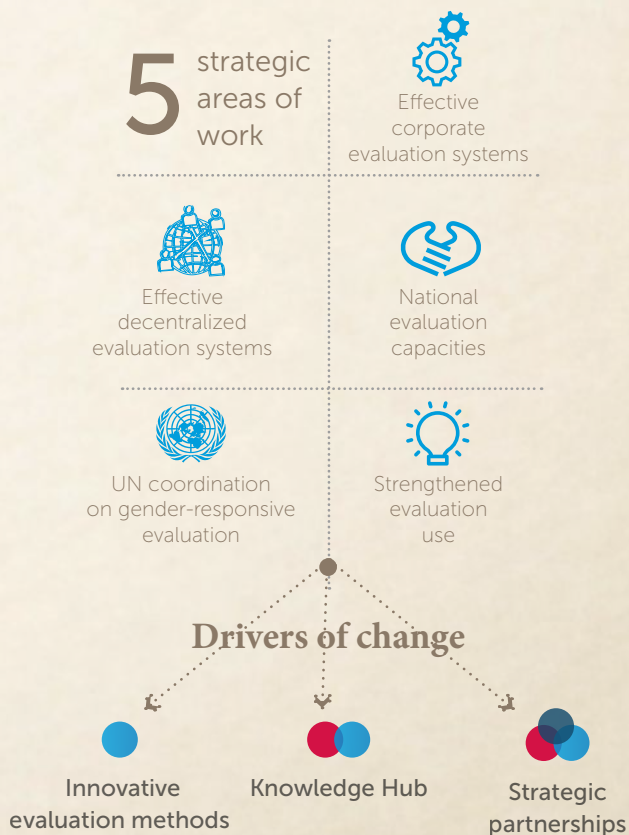 5
strategic
areas of
work
Effective
corporate
evaluation systems
Effective
decentralized
evaluation systems
National
evaluation
capacities
UN coordination
on gender-responsive
evaluation
Strengthened
evaluation
use
Drivers of change
Innovative
evaluation methods
Knowledge Hub
Strategic
partnerships